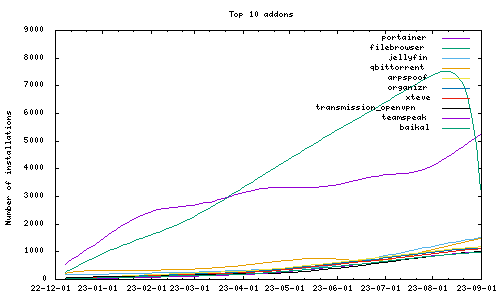 Top 10 addons
9000
8000
7000
6000
5000
4000
3000
2000
1000
0
Number of installations
portainer
filebrowser
jellyfin
qbittorrent
arpspoof
organizr
xteve
transmission_openvpn
teamspeak
baikal
22-12-01 23-01-01 23-02-01 23-03-01 23-04-01 23-05-01 23-06-01 23-07-01 23-08-01 23-09-01